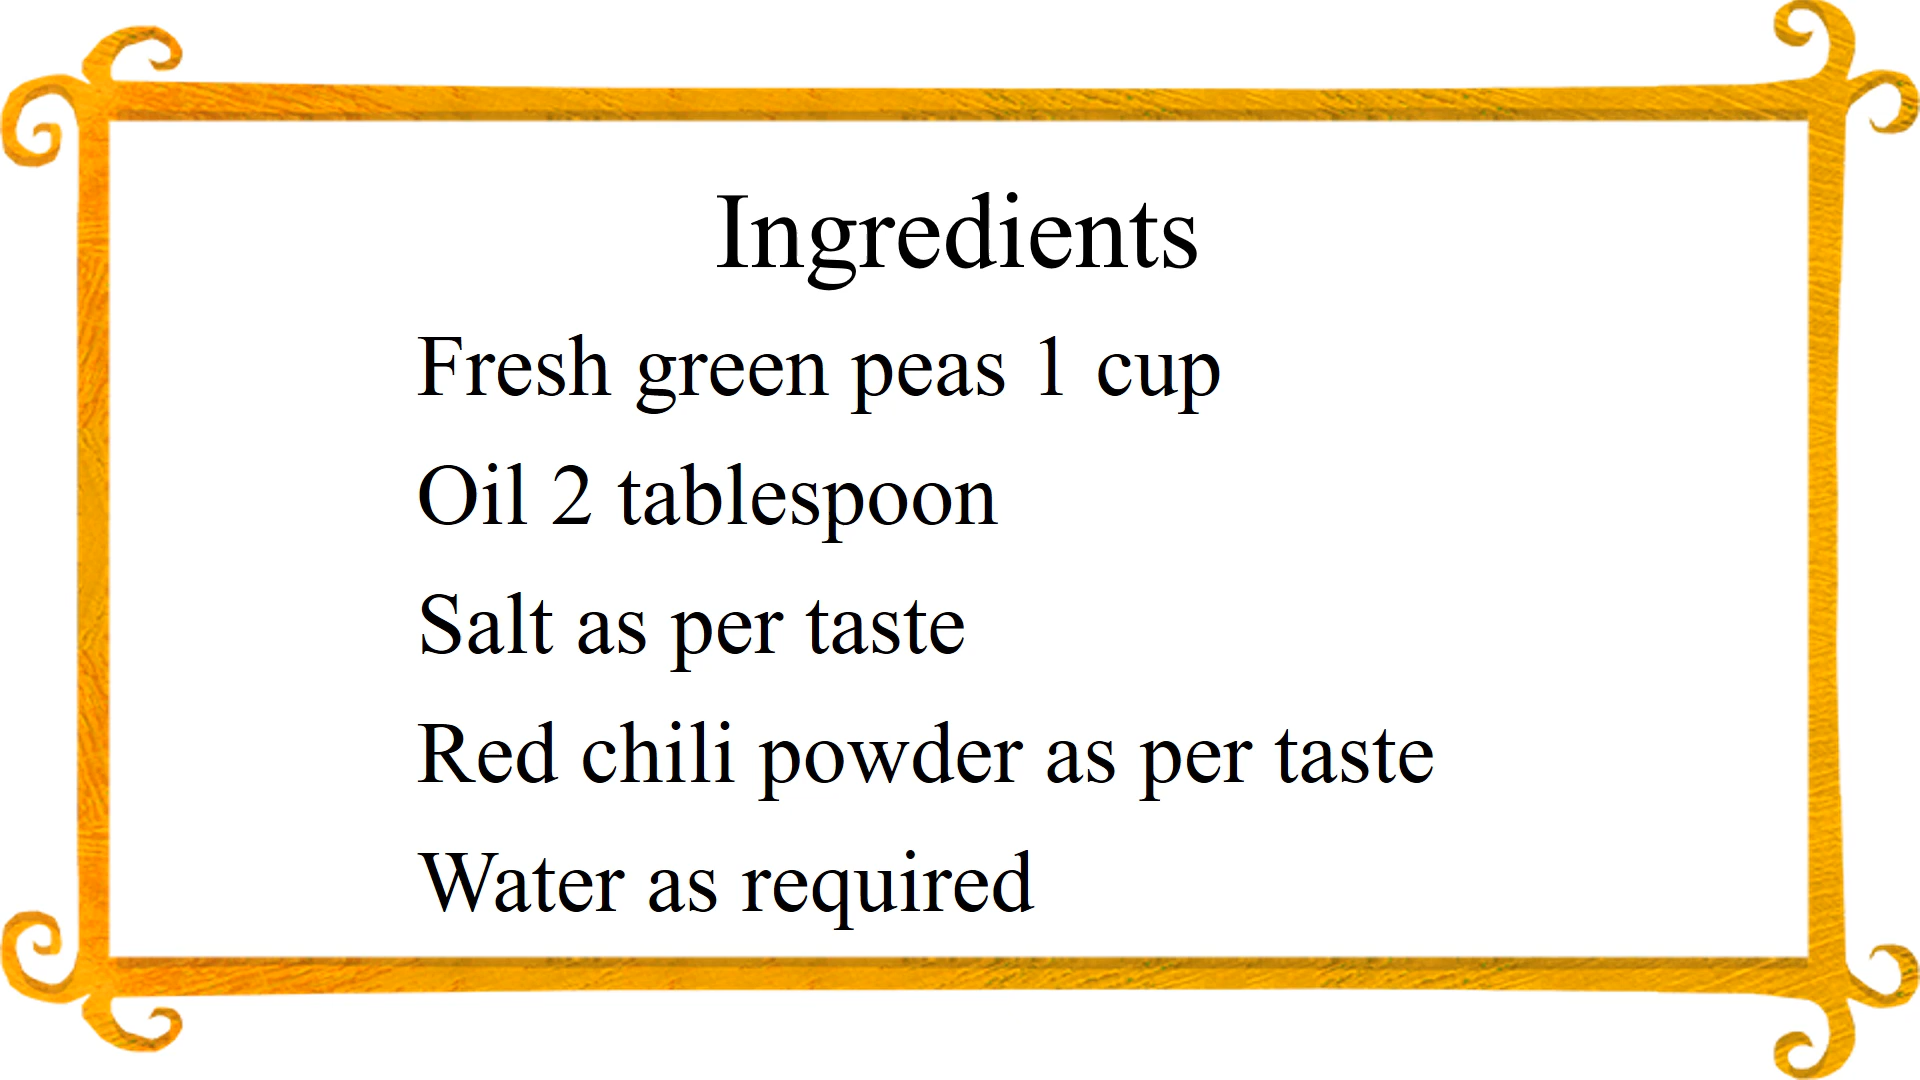 Ingredients
Fresh green peas 1 cup
Oil 2 tablespoon
Salt as per taste
Red chili powder as per taste
Water as required